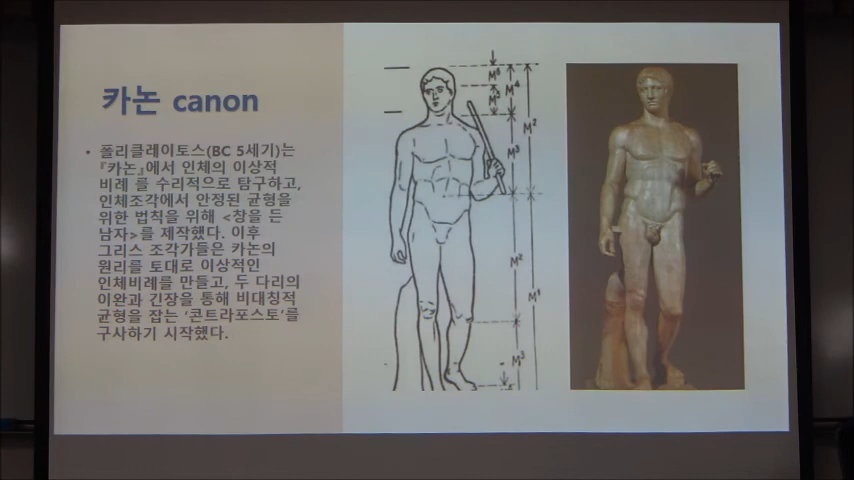 카논 canon
• 폴리클레이토스(BC 5세기)는
『카논』에서 인체의 이상적
비례 를 수리적으로 탐구하고,
인체조각에서 안정된 균형을
위한 법칙을 위해 <창을 든
남자>를 제작했다. 이후
그리스 조각가들은 카논의
원리를 토대로 이상적인
인체비례를 만들고, 두 다리의
이완과 긴장을 통해 비대칭적
균형을 잡는 '콘트라포스토'를
구사하기 시작했다.
M⁵
M⁴
M²
M³
M²
M¹
M³